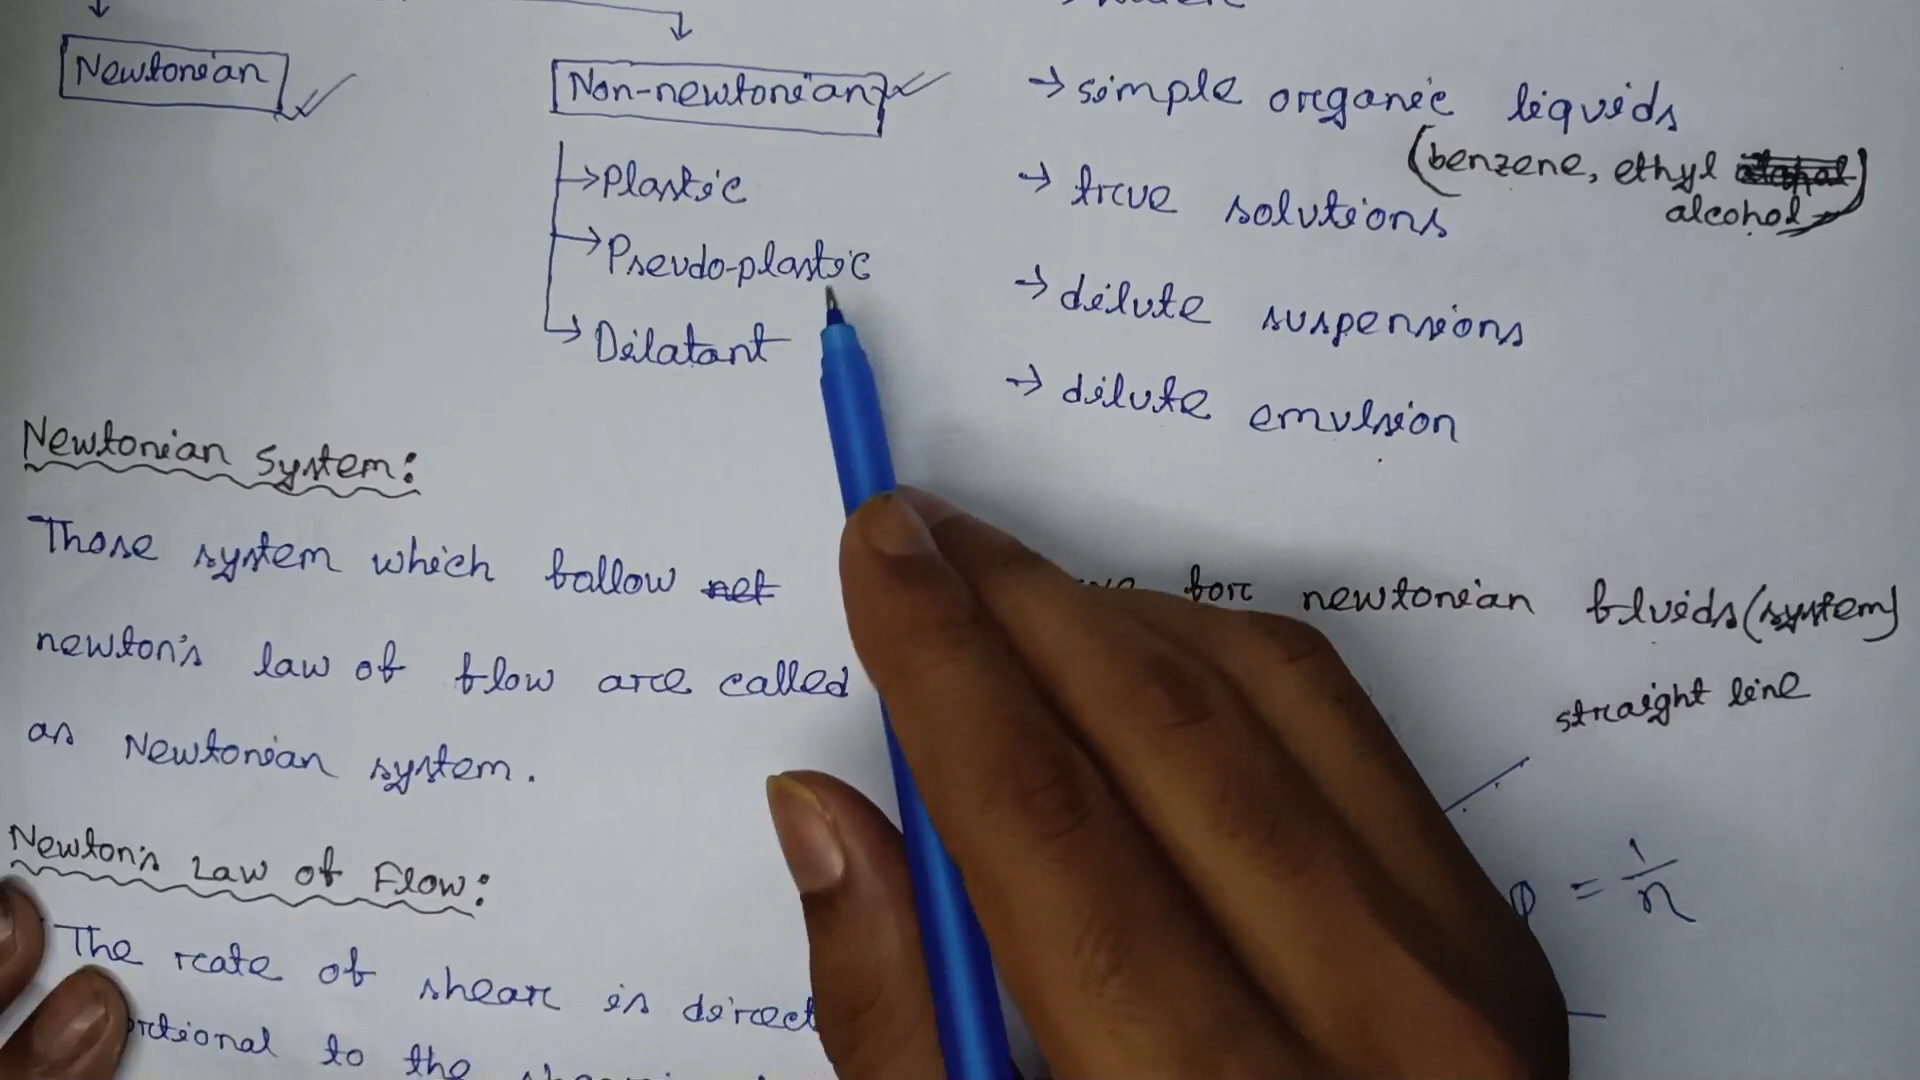 Newtonian
Non-newtonian
→Plastic
→Pseudo-plastic
→Dilatant
Newtonian System:
Those system which follow
newton's law of flow are called
as Newtonian system.
Newton's Law of Flow:
The rate of shear is direct
to the
→ simple organic liquids
(benzene, ethyl
alcohol)
→ true solutions
→ dilute suspensions
→ dilute emulsion
for newtonian fluids (system)
straight line
φ = 1/η